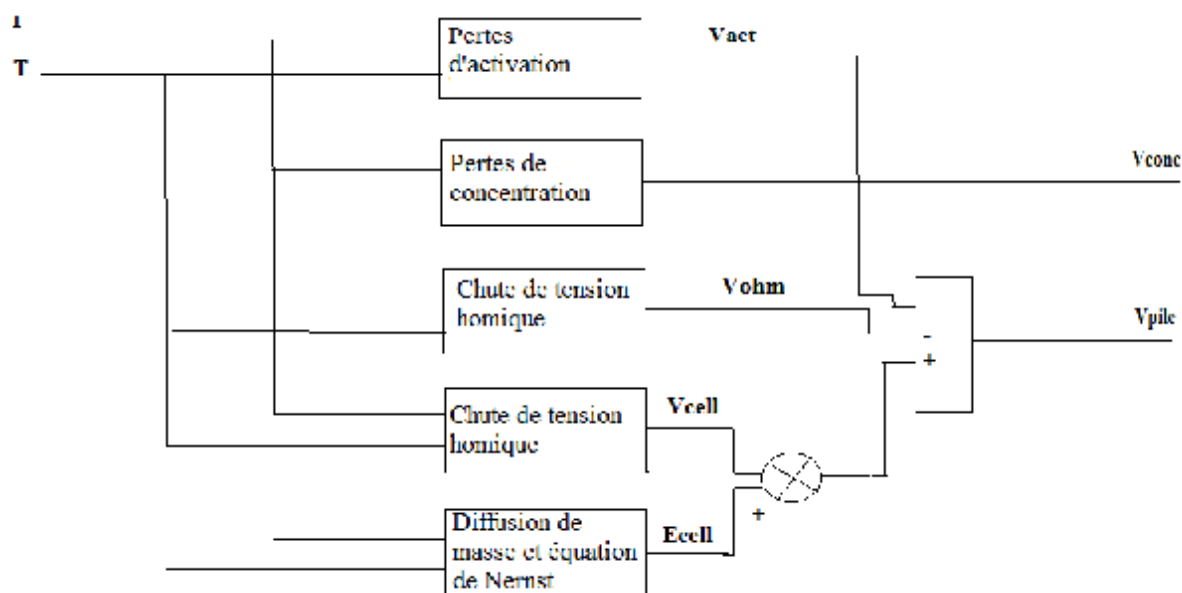 I
T
Pertes
d'activation
Vact
Pertes de
concentration
Vconc
Chute de tension
homique
Vohm
-
+
Vpile
Chute de tension
homique
Vcell
+
Diffusion de
masse et équation
de Nernst
Ecell